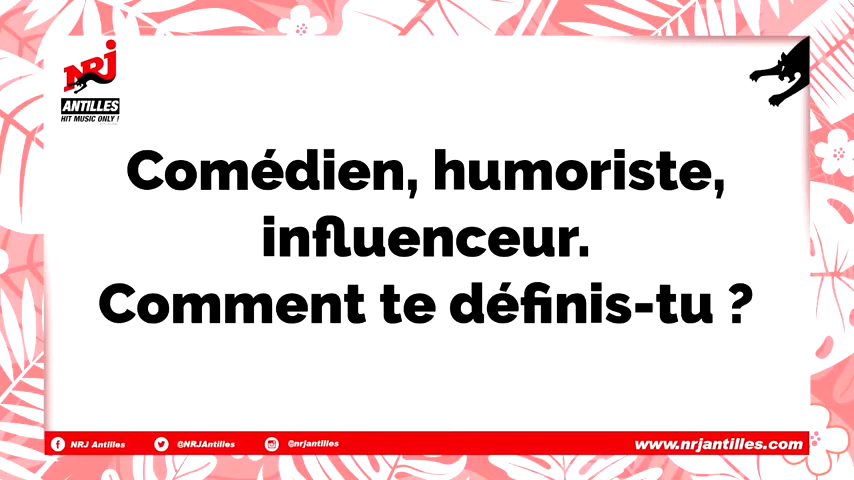 NRJ
ANTILLES
HIT MUSIC ONLY !
Comédien, humoriste,
influenceur.
Comment te définis-tu ?
NRJ Antilles
@NRJAntilles
@nrjantilles
www.nrjantilles.com